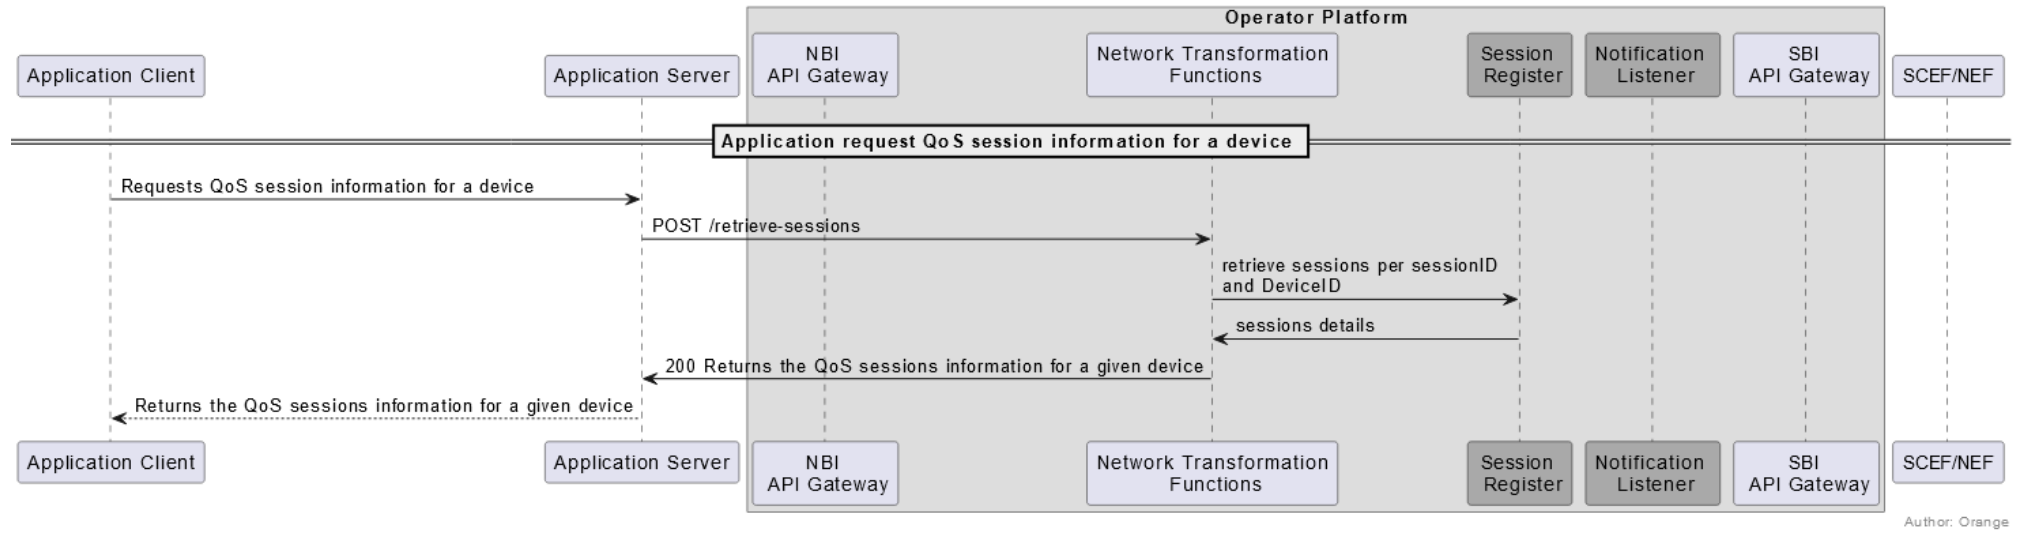 Operator Platform
Application Client
Application Server
NBI
API Gateway
Network Transformation
Functions
Session
Register
Notification
Listener
SBI
API Gateway
SCEF/NEF
Application request QoS session information for a device
Requests QoS session information for a device
POST /retrieve-sessions
retrieve sessions per sessionID
and DeviceID
sessions details
200 Returns the QoS sessions information for a given device
Returns the QoS sessions information for a given device
Application Client
Application Server
NBI
API Gateway
Network Transformation
Functions
Session
Register
Notification
Listener
SBI
API Gateway
SCEF/NEF
Author: Orange